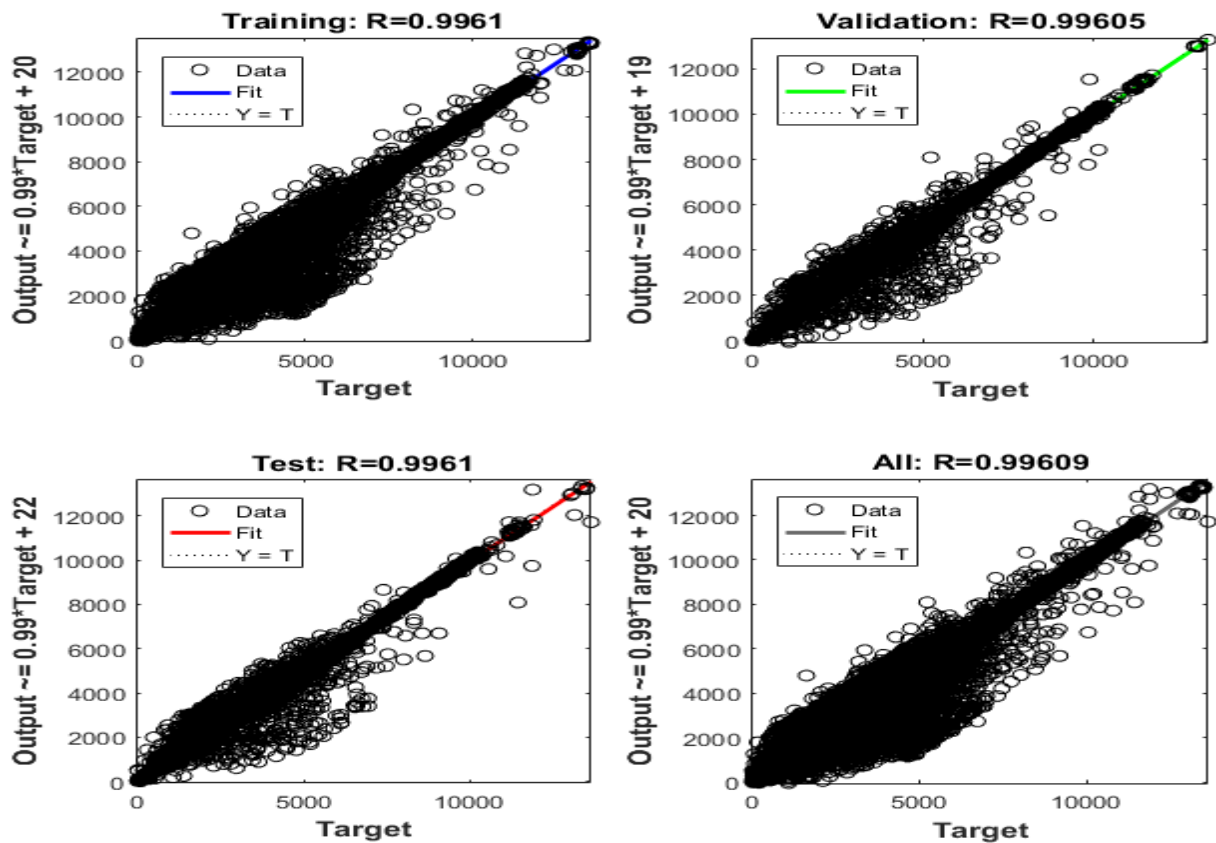 Training: R=0.9961
Output ~= 0.99*Target + 20
12000
10000
8000
6000
4000
2000
0
Data
Fit
Y = T
0
5000
10000
Target
Validation: R=0.99605
Output ~= 0.99*Target + 19
12000
10000
8000
6000
4000
2000
0
Data
Fit
Y = T
0
5000
10000
Target
Test: R=0.9961
Output ~= 0.99*Target + 22
12000
10000
8000
6000
4000
2000
0
Data
Fit
Y = T
0
5000
10000
Target
All: R=0.99609
Output ~= 0.99*Target + 20
12000
10000
8000
6000
4000
2000
0
Data
Fit
Y = T
0
5000
10000
Target